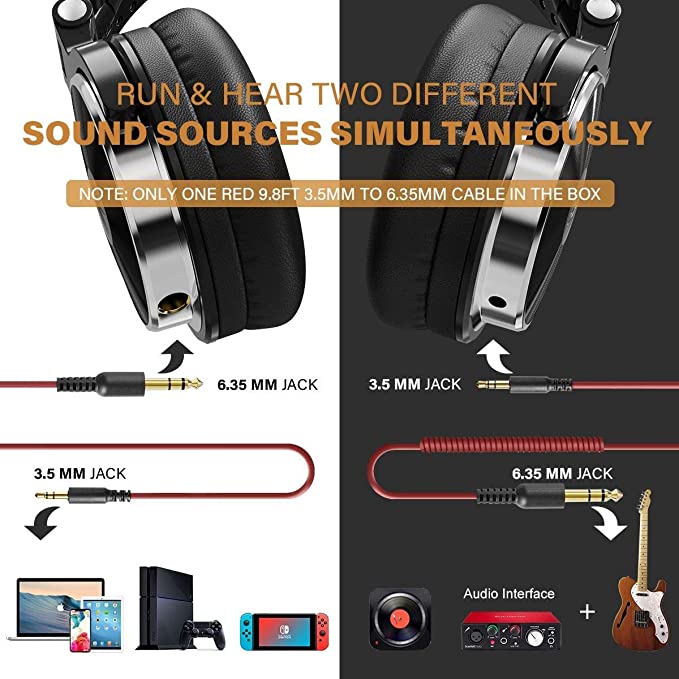 RUN & HEAR TWO DIFFERENT
SOUND SOURCES SIMULTANEOUSLY
NOTE: ONLY ONE RED 9.8FT 3.5MM TO 6.35MM CABLE IN THE BOX
6.35 MM JACK
3.5 MM JACK
3.5 MM JACK
6.35 MM JACK
Audio Interface
+